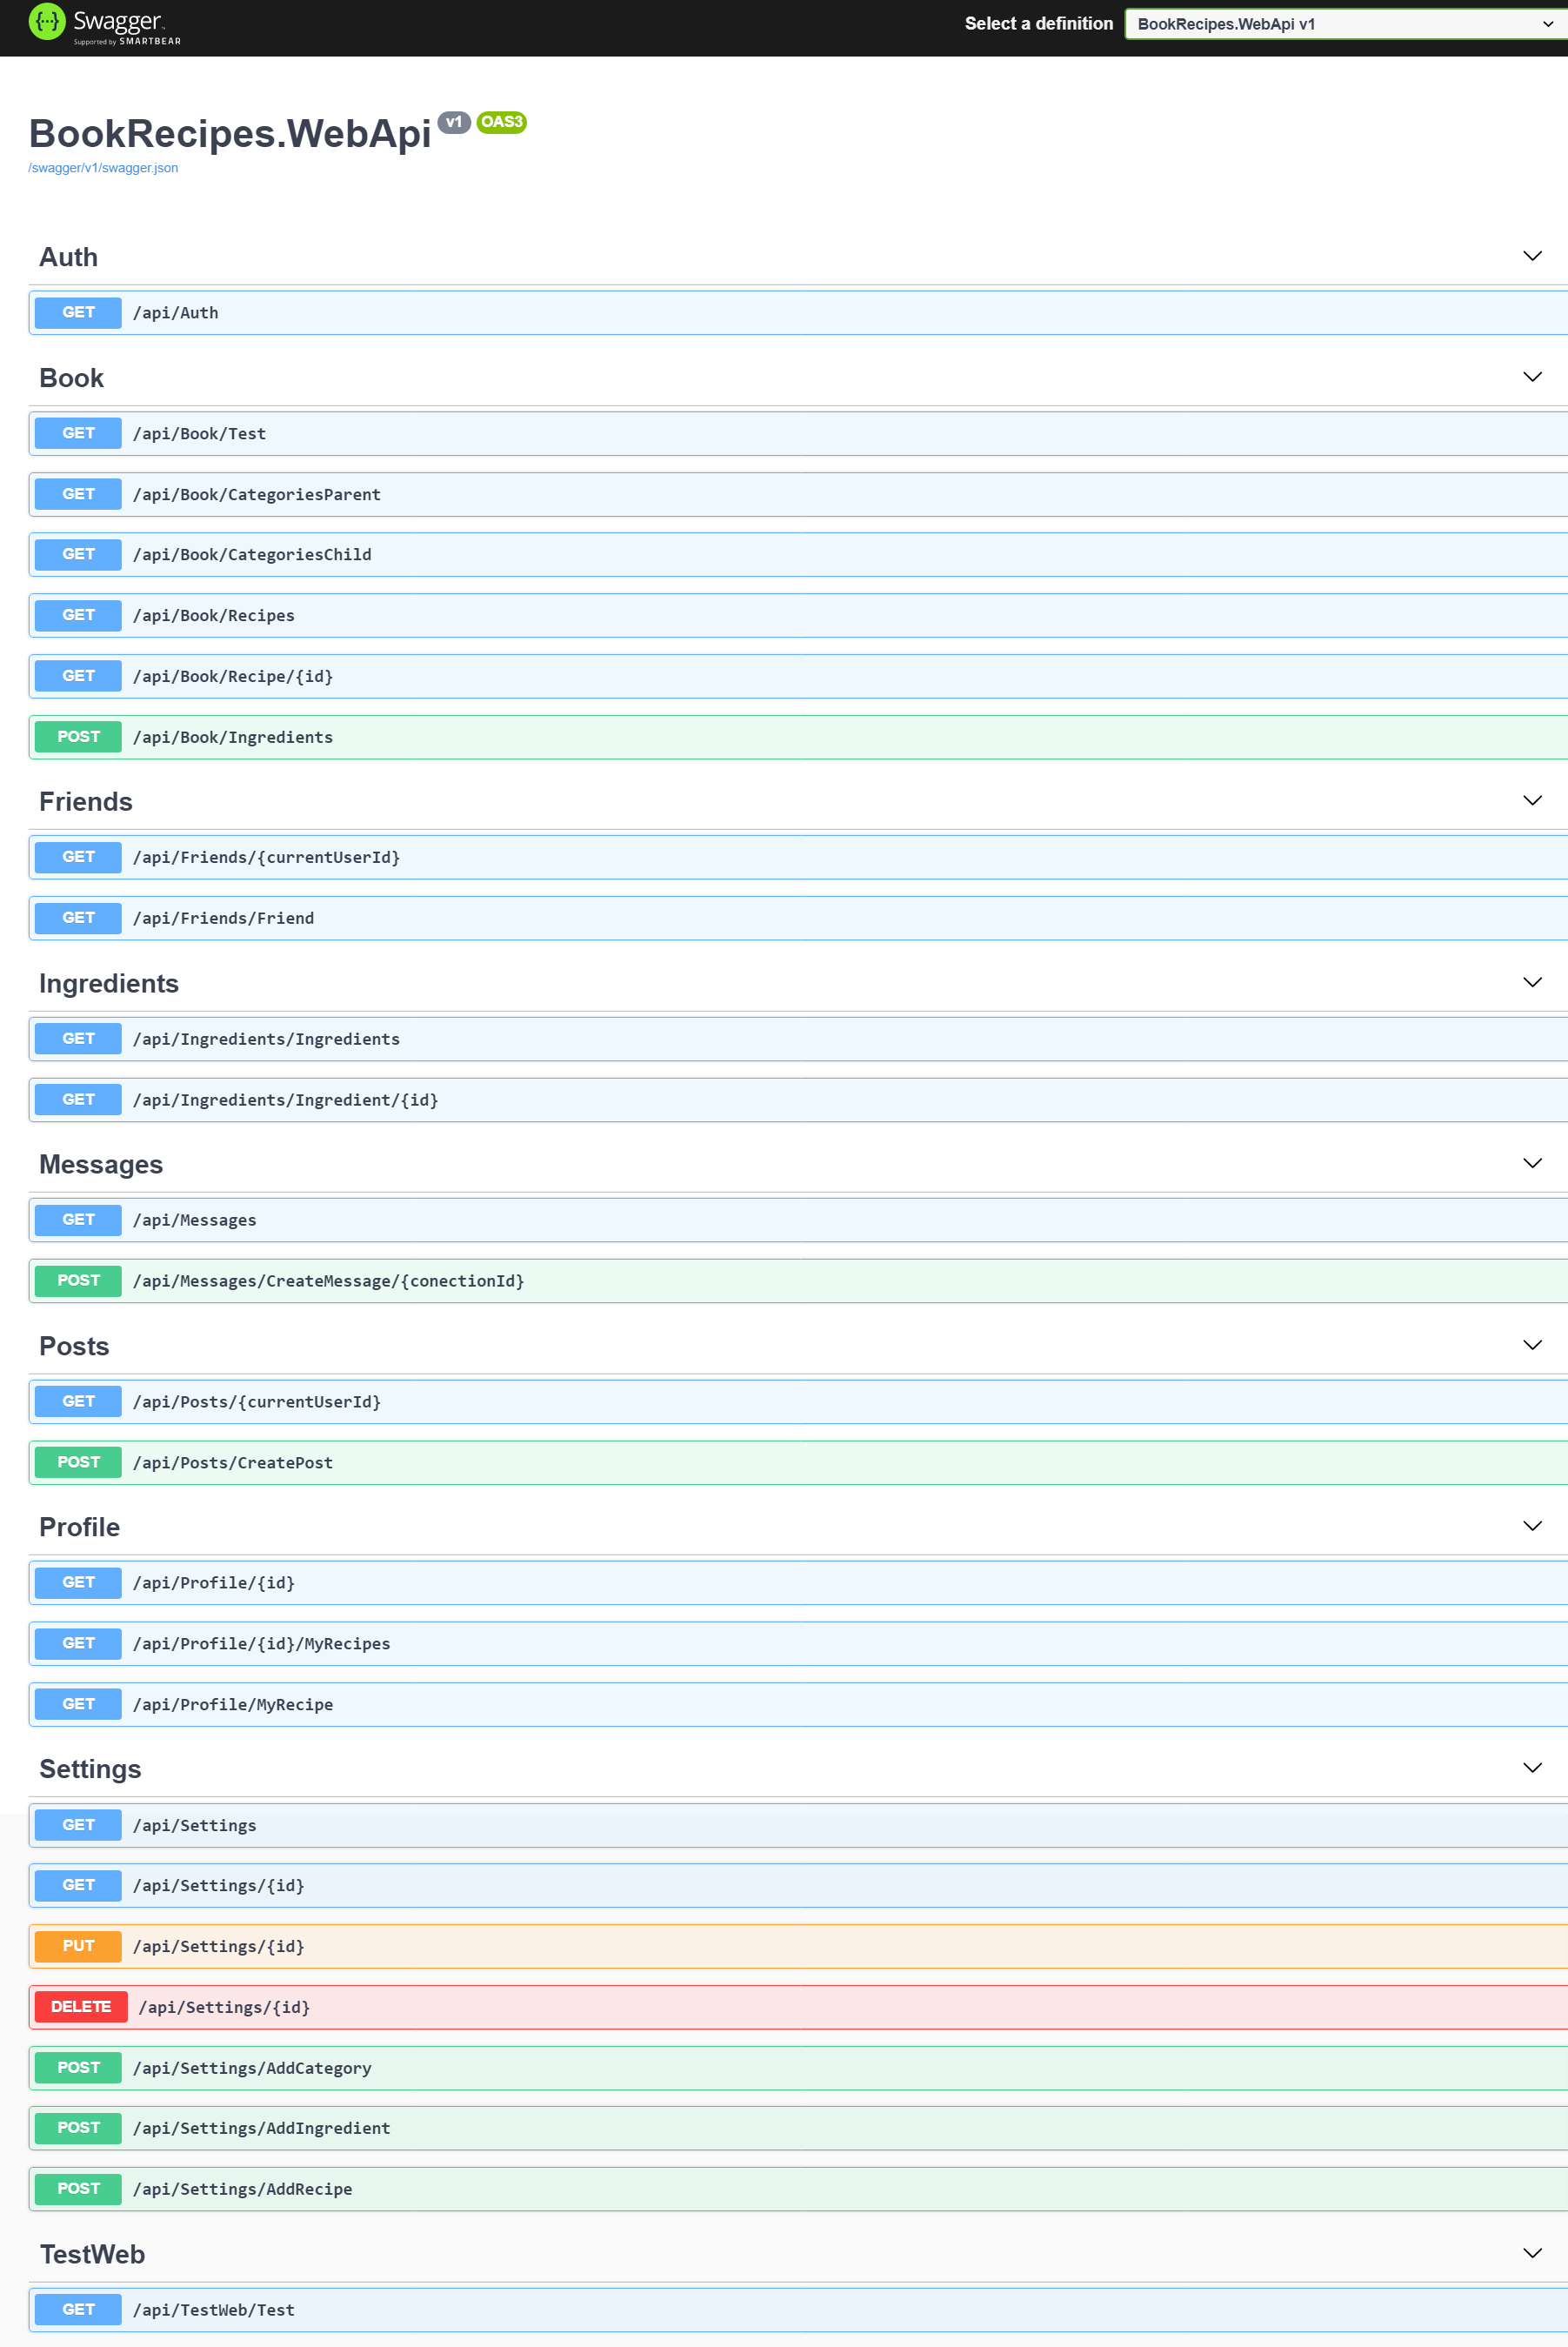 Swagger
Supported by SMARTBEAR
Select a definition
BookRecipes.WebApi v1
BookRecipes.WebApi v1 OAS3
/swagger/v1/swagger.json
Auth
GET /api/Auth
Book
GET /api/Book/Test
GET /api/Book/CategoriesParent
GET /api/Book/CategoriesChild
GET /api/Book/Recipes
GET /api/Book/Recipe/{id}
POST /api/Book/Ingredients
Friends
GET /api/Friends/{currentUserId}
GET /api/Friends/Friend
Ingredients
GET /api/Ingredients/Ingredients
GET /api/Ingredients/Ingredient/{id}
Messages
GET /api/Messages
POST /api/Messages/CreateMessage/{conectionId}
Posts
GET /api/Posts/{currentUserId}
POST /api/Posts/CreatePost
Profile
GET /api/Profile/{id}
GET /api/Profile/{id}/MyRecipes
GET /api/Profile/MyRecipe
Settings
GET /api/Settings
GET /api/Settings/{id}
PUT /api/Settings/{id}
DELETE /api/Settings/{id}
POST /api/Settings/AddCategory
POST /api/Settings/AddIngredient
POST /api/Settings/AddRecipe
TestWeb
GET /api/TestWeb/Test